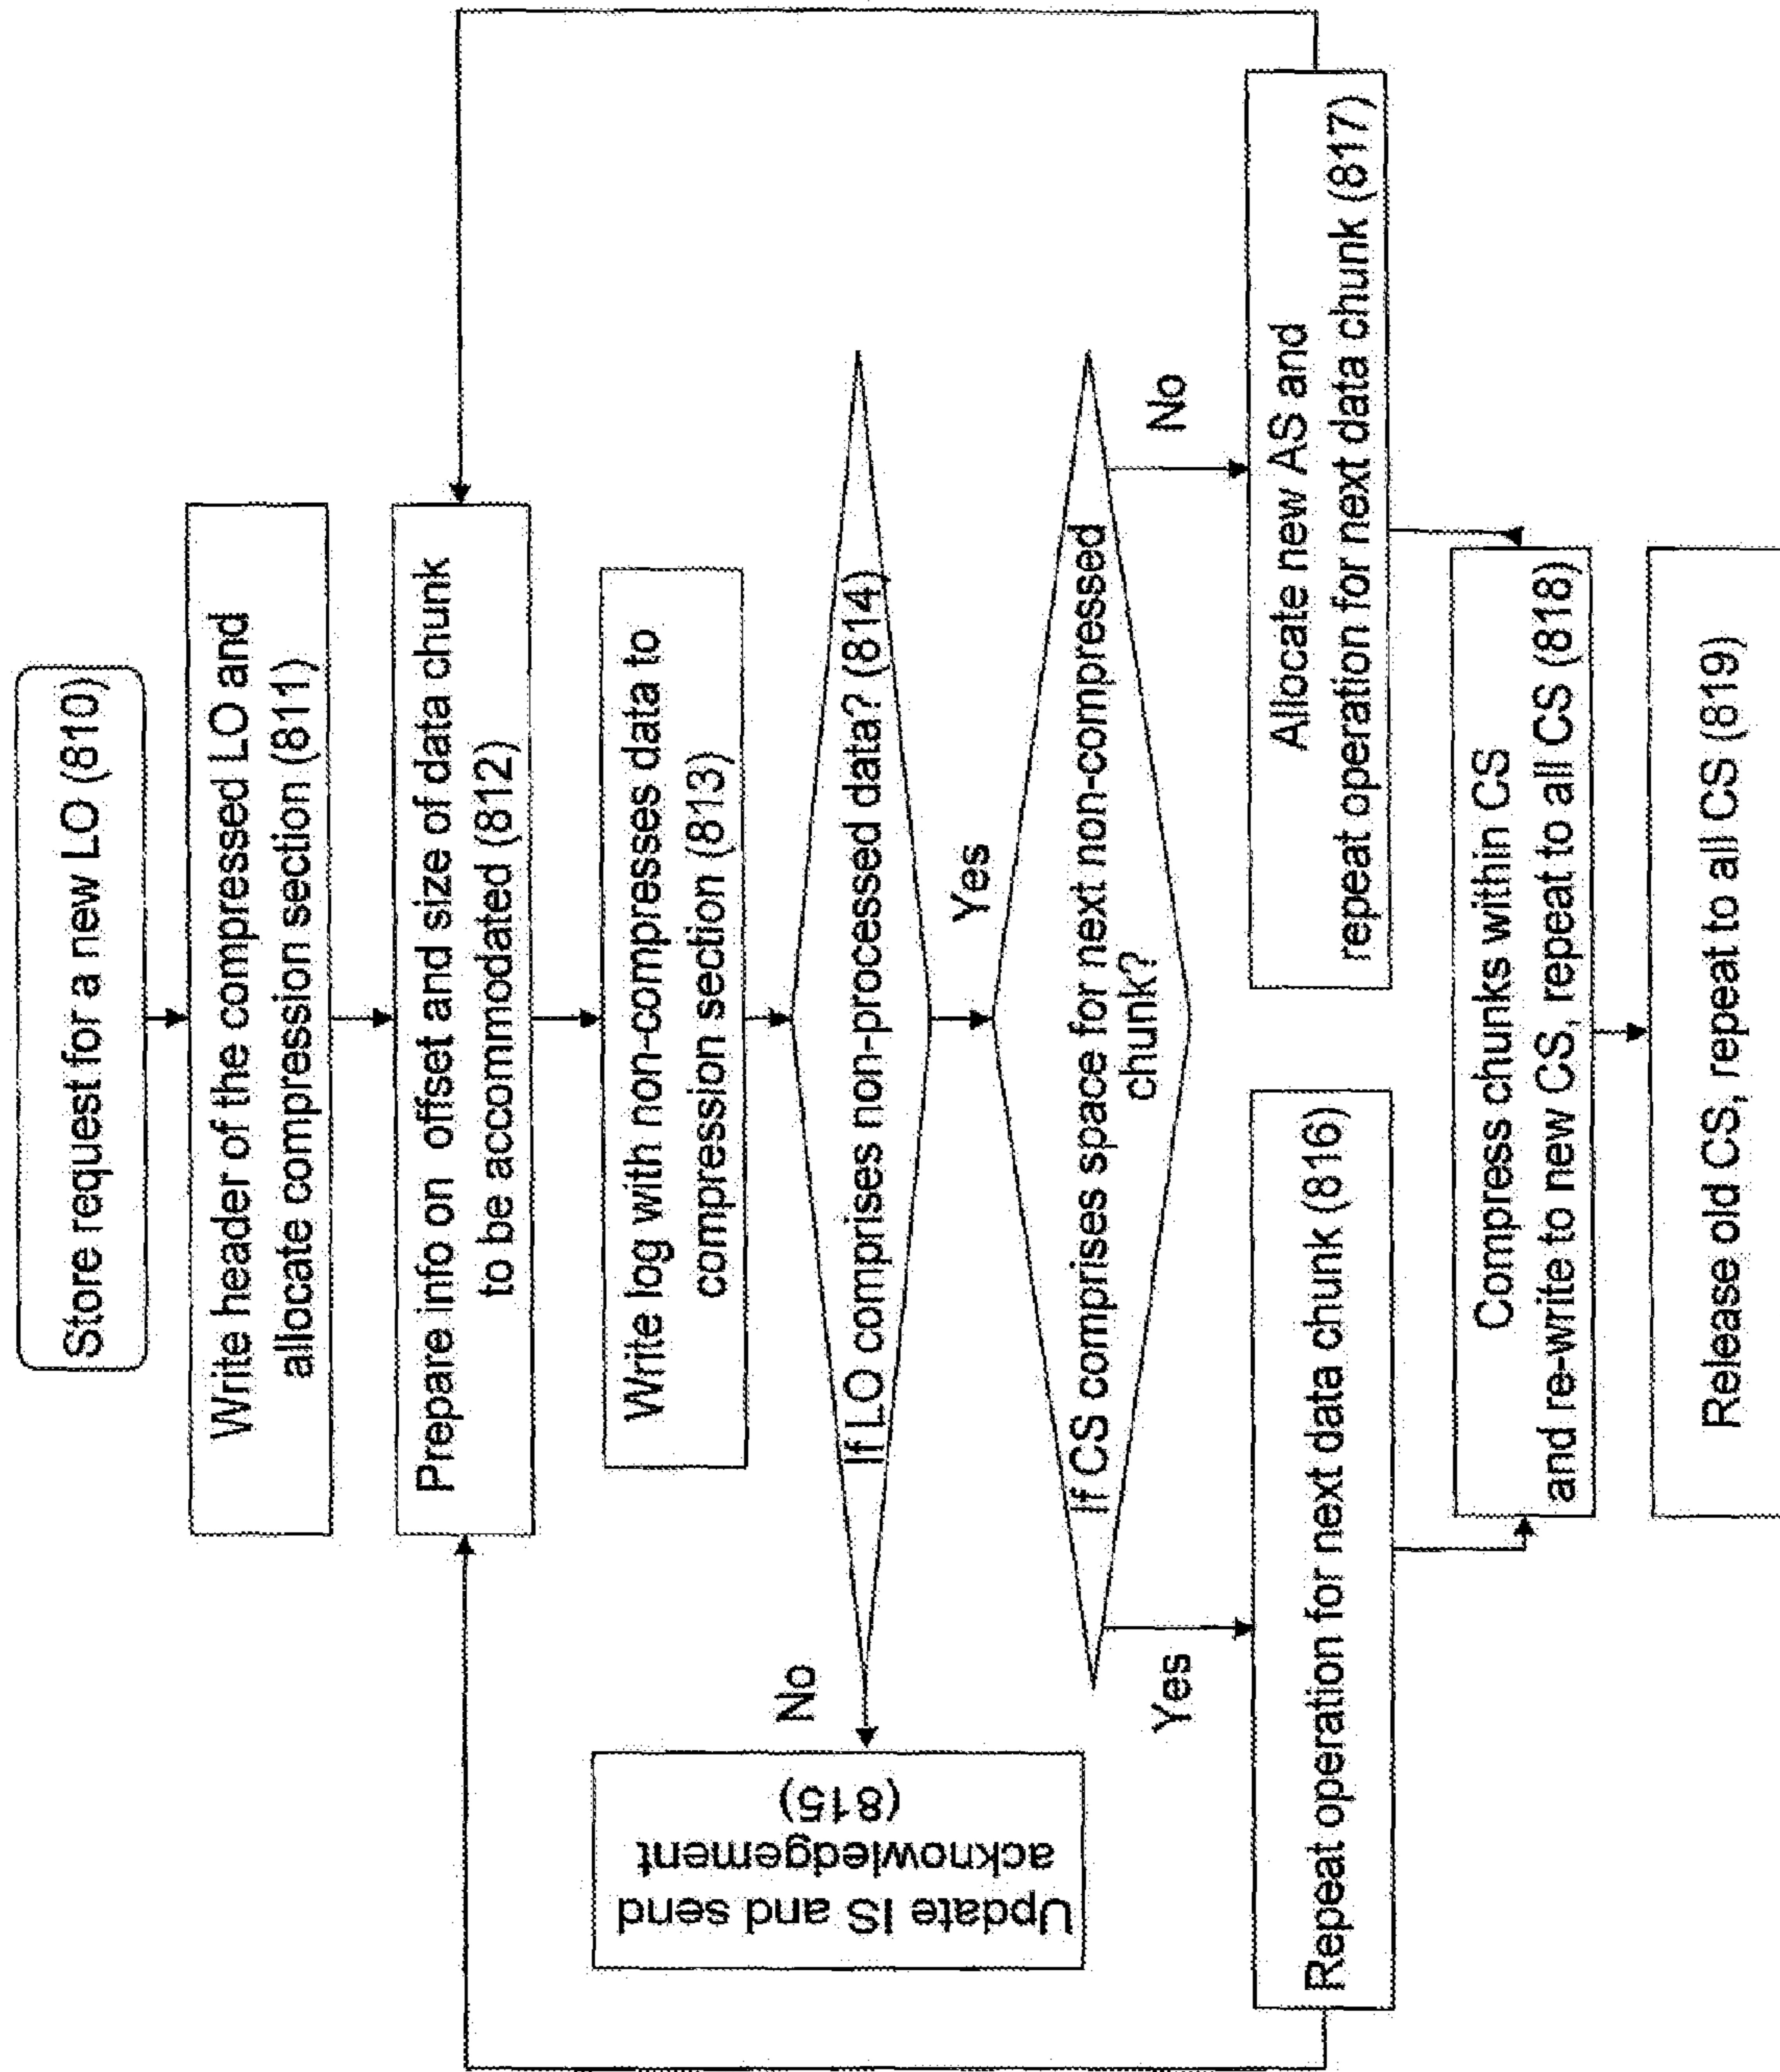 Store request for a new LO (810)
Write header of the compressed LO and
allocate compression section (811)
Prepare info on offset and size of data chunk
to be accommodated (812)
Write log with non-compresses data to
compression section (813)
If LO comprises non-processed data? (814)
No
Update IS and send
acknowledgement
(815)
Yes
If CS comprises space for next non-compressed
chunk?
Yes
No
Repeat operation for next data chunk (816)
Allocate new AS and
repeat operation for next data chunk (817)
Compress chunks within CS
and re-write to new CS, repeat to all CS (818)
Release old CS, repeat to all CS (819)